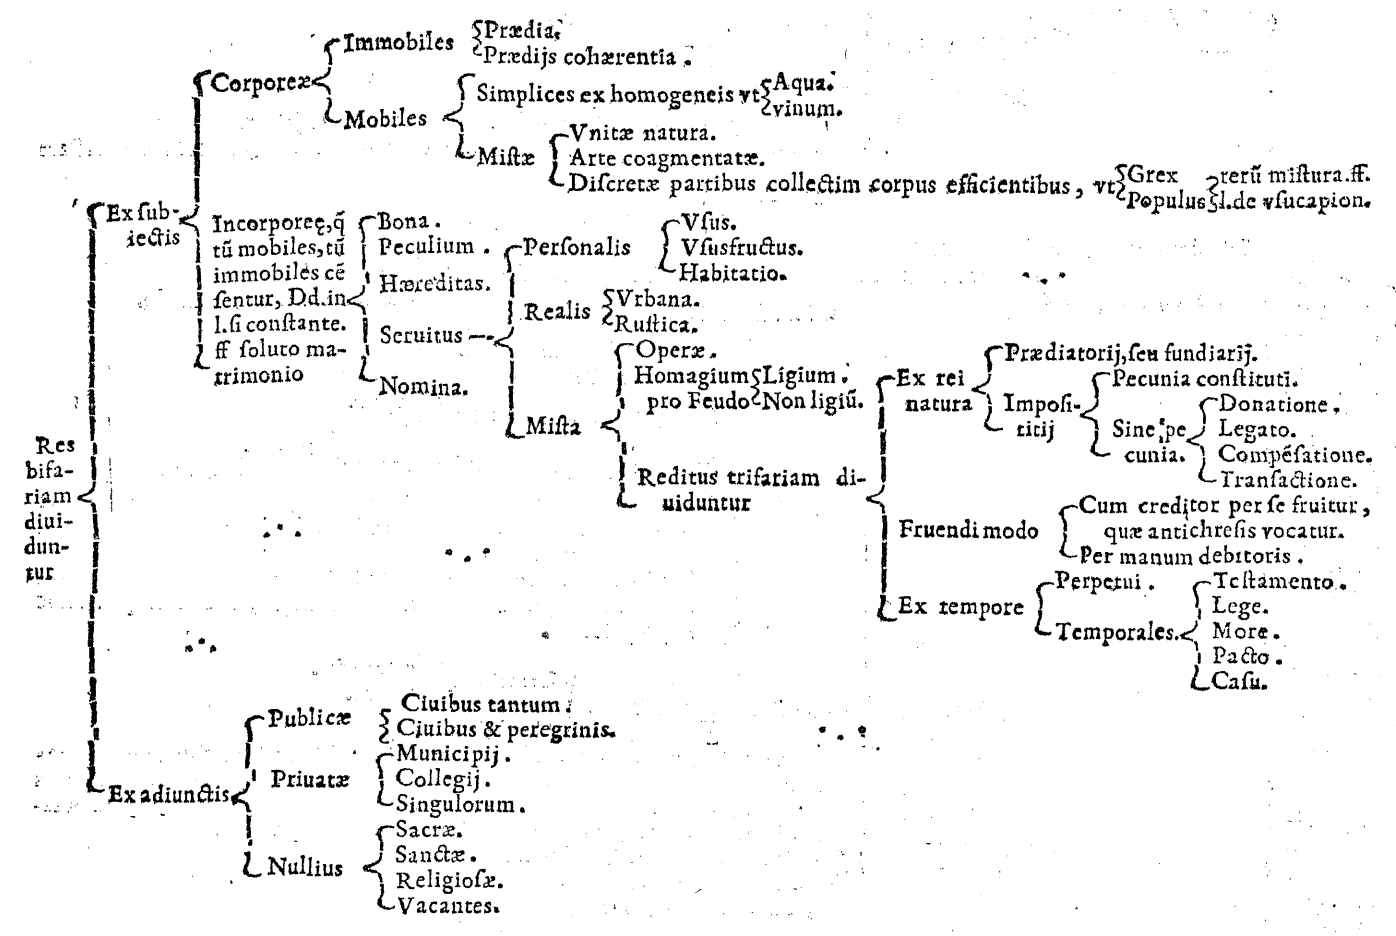 Res
bifa-
riam
diui-
dun-
tur
Ex sub-
iectis
Corporeæ
Immobiles
Prædia.
Prædijs cohærentia.
Mobiles
Simplices ex homogeneis vt
Aqua.
vinum.
Mistæ
Vnitæ natura.
Arte coagmentatæ.
Discretæ partibus collectim corpus efficientibus, vt
Grex
Populus
rerũ mistura.ff.
l.de vsucapion.
Incorporeę, q̃
tũ mobiles, tũ
immobiles cẽ
sentur, Dd.in
l.si constante.
ff soluto ma-
trimonio
Bona.
Peculium.
Hæreditas.
Seruitus
Nomina.
Personalis
Vsus.
Vsusfructus.
Habitatio.
Realis
Vrbana.
Rustica.
Mista
Operæ.
Homagium
pro Feudo
Ligium.
Non ligiũ.
Reditus trifariam di-
uiduntur
Ex rei
natura
Prædiatorij, seu fundiarij.
Imposi-
titij
Pecunia constituti.
Sine pe
cunia.
Donatione.
Legato.
Compẽsatione.
Transactione.
Fruendi modo
Cum creditor per se fruitur,
quæ antichresis vocatur.
Per manum debitoris.
Ex tempore
Perpetui.
Temporales.
Testamento.
Lege.
More.
Pacto.
Casu.
Ex adiunctis
Publicæ
Ciuibus tantum.
Ciuibus & peregrinis.
Priuatæ
Municipij.
Collegij.
Singulorum.
Nullius
Sacræ.
Sanctæ.
Religiosæ.
Vacantes.